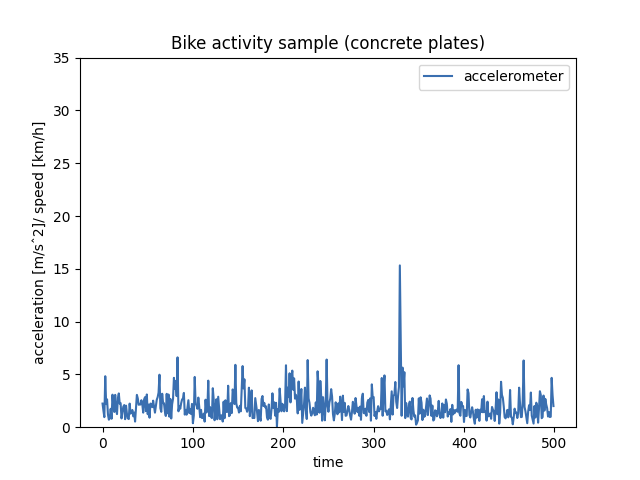 Bike activity sample (concrete plates)
accelerometer
acceleration [m/s^2]/ speed [km/h]
35
30
25
20
15
10
5
0
0 100 200 300 400 500
time